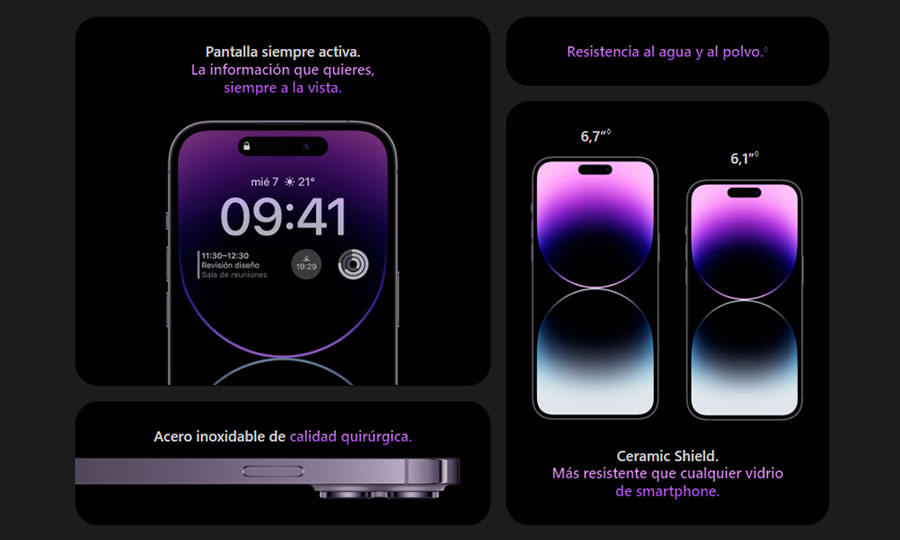 Pantalla siempre activa.
La información que quieres,
siempre a la vista.
mié 7 ☀ 21°
09:41
11:30–12:30
Revisión diseño
Sala de reuniones
19:29
Acero inoxidable de calidad quirúrgica.
Resistencia al agua y al polvo.◊
6,7”◊
6,1”◊
Ceramic Shield.
Más resistente que cualquier vidrio
de smartphone.